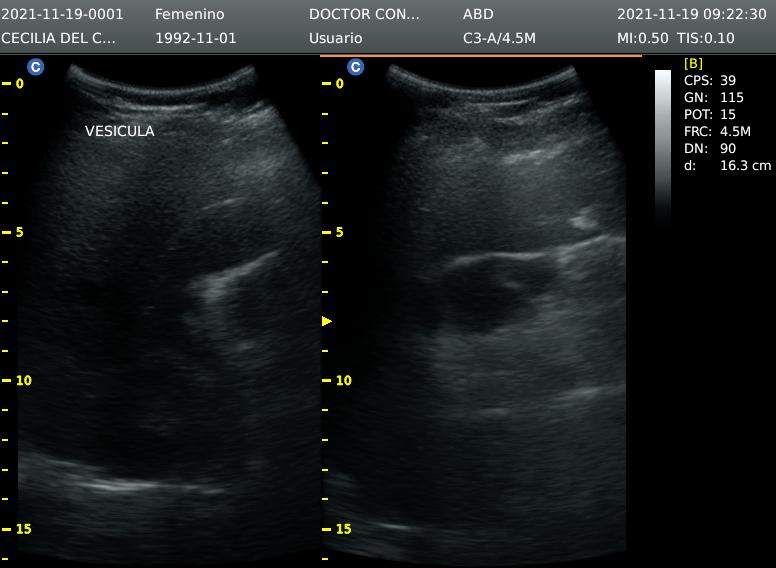 2021-11-19-0001 Femenino DOCTOR CON... ABD 2021-11-19 09:22:30
CECILIA DEL C... 1992-11-01 Usuario C3-A/4.5M MI:0.50 TIS:0.10
C C
[B]
CPS: 39
GN: 115
POT: 15
FRC: 4.5M
DN: 90
d: 16.3 cm
VESICULA
0 0
5 5
10 10
15 15